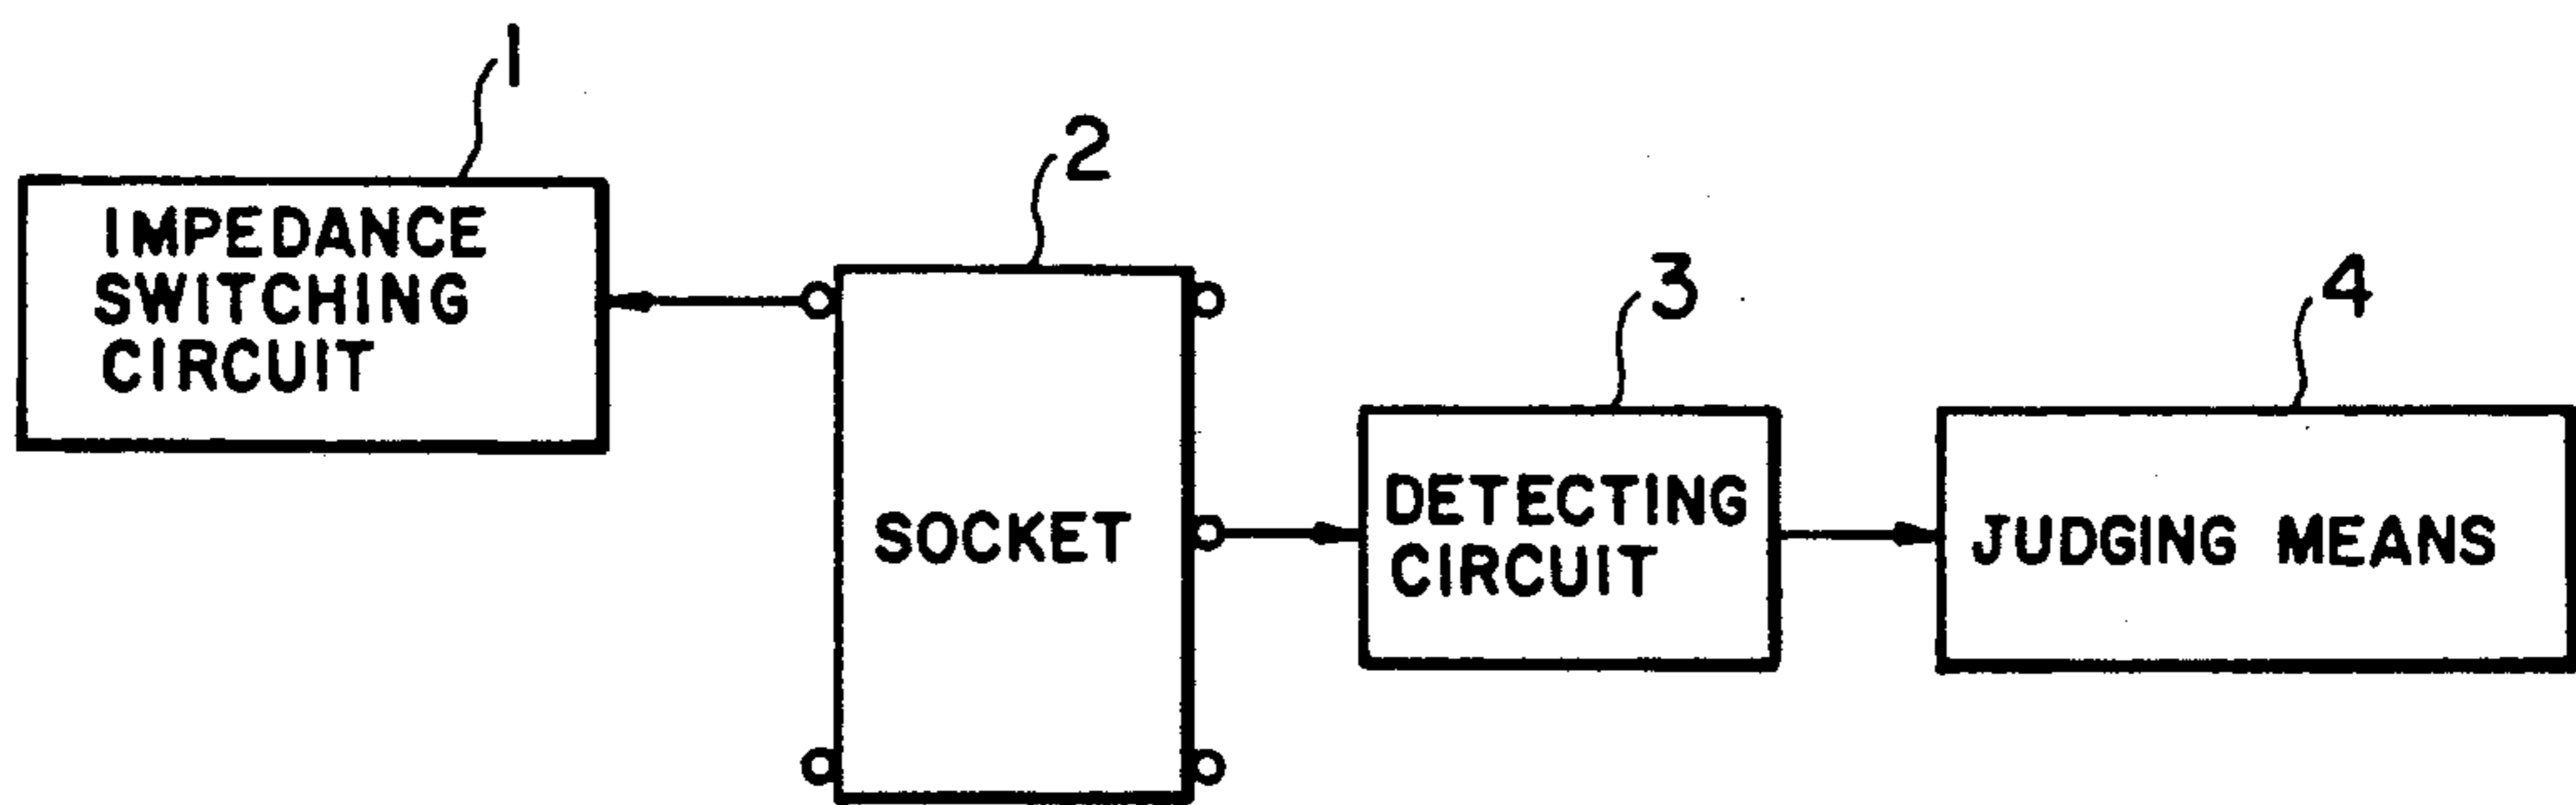 1
IMPEDANCE
SWITCHING
CIRCUIT
2
SOCKET
3
DETECTING
CIRCUIT
4
JUDGING MEANS